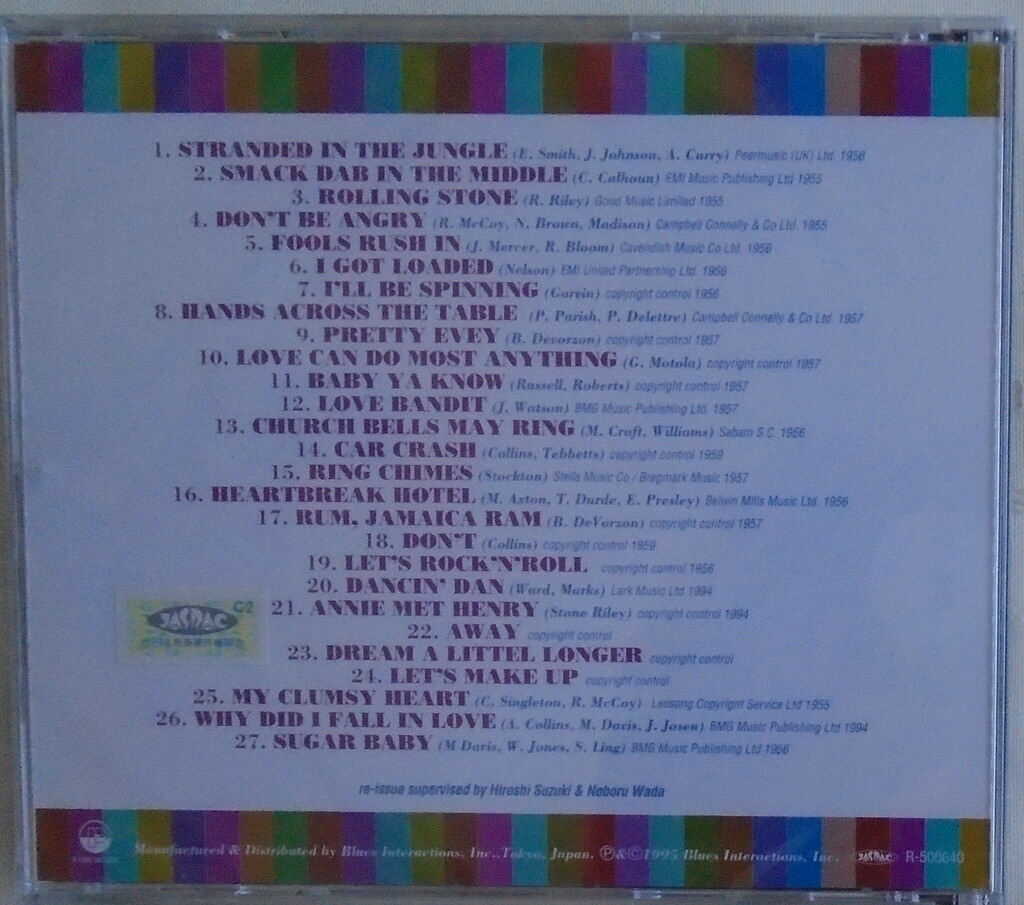 1. STRANDED IN THE JUNGLE (E. Smith, J. Johnson, A. Curry) Peermusic (UK) Ltd. 1956
2. SMACK DAB IN THE MIDDLE (C. Calhoun) EMI Music Publishing Ltd 1955
3. ROLLING STONE (R. Riley) Good Music Limited 1955
4. DON'T BE ANGRY (R. McCoy, N. Brown, Madison) Campbell Connelly & Co Ltd. 1955
5. FOOLS RUSH IN (J. Mercer, R. Bloom) Cavendish Music Co Ltd. 1956
6. I GOT LOADED (Nelson) EMI United Partnership Ltd. 1956
7. I'LL BE SPINNING (Garvin) copyright control 1956
8. HANDS ACROSS THE TABLE (P. Parish, P. Delettre) Campbell Connelly & Co Ltd. 1957
9. PRETTY EVEY (B. Devorzon) copyright control 1957
10. LOVE CAN DO MOST ANYTHING (G. Motola) copyright control 1957
11. BABY YA KNOW (Russell, Roberts) copyright control 1957
12. LOVE BANDIT (J. Watson) BMG Music Publishing Ltd. 1957
13. CHURCH BELLS MAY RING (M. Craft, Williams) Sabam S.C. 1956
14. CAR CRASH (Collins, Tebbetts) copyright control 1959
15. RING CHIMES (Stockton) Stella Music Co / Bregmark Music 1957
16. HEARTBREAK HOTEL (M. Axton, T. Durde, E. Presley) Belwin Mills Music Ltd. 1956
17. RUM, JAMAICA RAM (B. DeVorzon) copyright control 1957
18. DON'T (Collins) copyright control 1959
19. LET'S ROCK'N'ROLL copyright control 1956
20. DANCIN' DAN (Ward, Marks) Lark Music Ltd 1994
21. ANNIE MET HENRY (Stone Riley) copyright control 1994
22. AWAY copyright control
23. DREAM A LITTEL LONGER copyright control
24. LET'S MAKE UP copyright control
25. MY CLUMSY HEART (C. Singleton, R. McCoy) Leosong Copyright Service Ltd 1955
26. WHY DID I FALL IN LOVE (A. Collins, M. Davis, J. Josea) BMG Music Publishing Ltd 1994
27. SUGAR BABY (M Davis, W. Jones, S. Ling) BMG Music Publishing Ltd 1956
JASRAC G2
re-issue supervised by Hiroshi Suzuki & Noboru Wada
Manufactured & Distributed by Blues Interactions, Inc., Tokyo, Japan. ℗&©1995 Blues Interactions, Inc. JASRAC R-500640